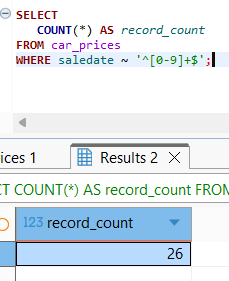 SELECT
COUNT(*) AS record_count
FROM car_prices
WHERE saledate ~ '^[0-9]+$';
ices 1
Results 2
CT COUNT(*) AS record_count FROM
123 record_count
26